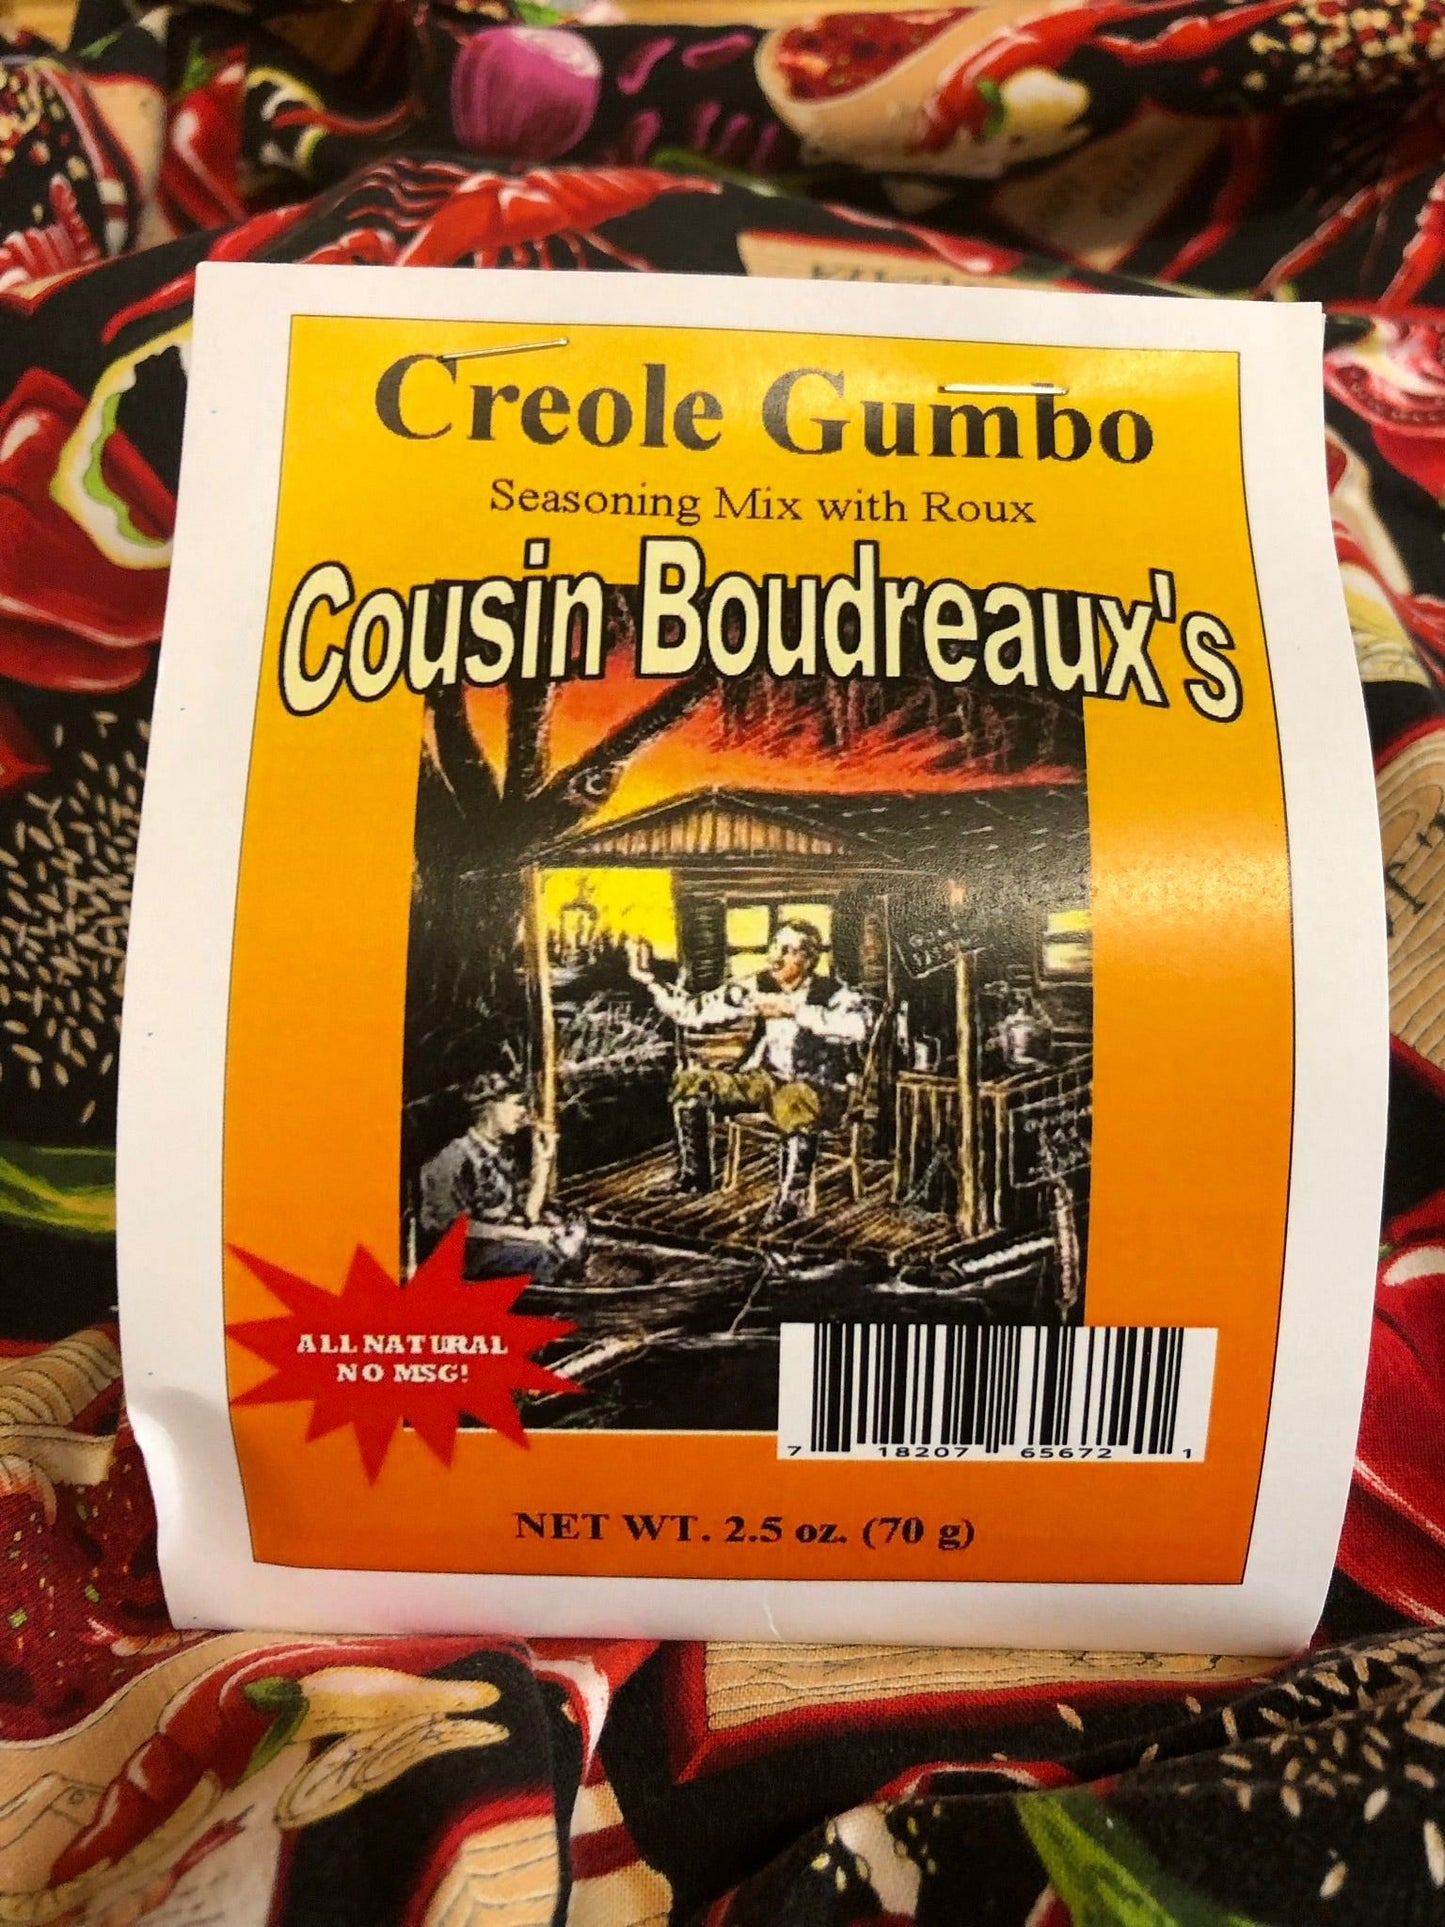 Creole Gumbo
Seasoning Mix with Roux
Cousin Boudreaux's
ALL NATURAL
NO MSG!
7 18207 65672 1
NET WT. 2.5 oz. (70 g)